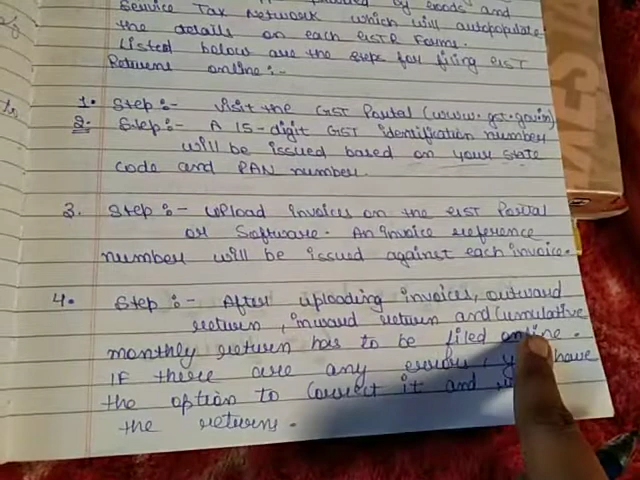 by Goods and
Service Tax Network which will autopopulate
the details on each GSTR Forms.
Listed below are the steps for filing GST
Returns online :-
1. Step :- visit the GST Portal (www.gst.gov.in)
2. Step :- A 15-digit GST identification number
will be issued based on your state
code and PAN number.
3. Step :- Upload invoices on the GST Portal
or Software. An invoice reference
number will be issued against each invoice.
4. Step :- After uploading invoices, outward
return, inward return and Cumulative
monthly return has to be filed online.
If there are any errors, have
the option to Correct it and
the returns.